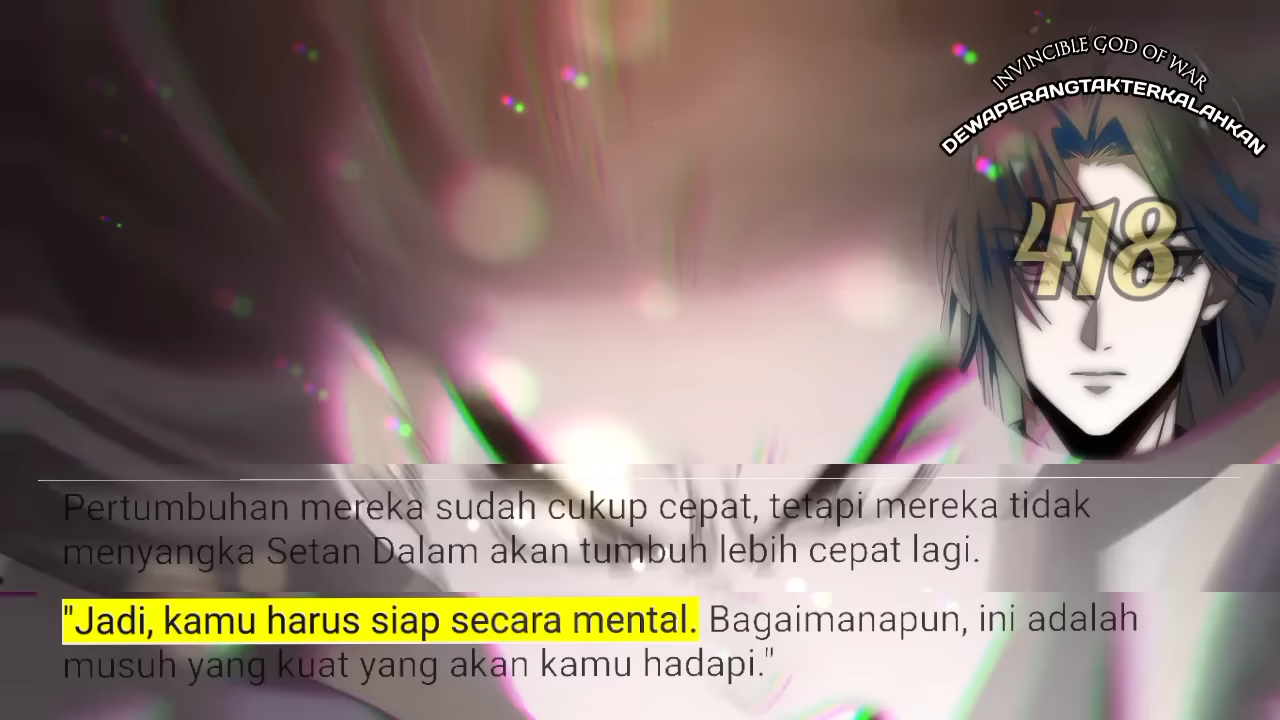 INVINCIBLE GOD OF WAR
DEWAPERANGTAKTERKALAHKAN
418
Pertumbuhan mereka sudah cukup cepat, tetapi mereka tidak
menyangka Setan Dalam akan tumbuh lebih cepat lagi.
"Jadi, kamu harus siap secara mental. Bagaimanapun, ini adalah
musuh yang kuat yang akan kamu hadapi."